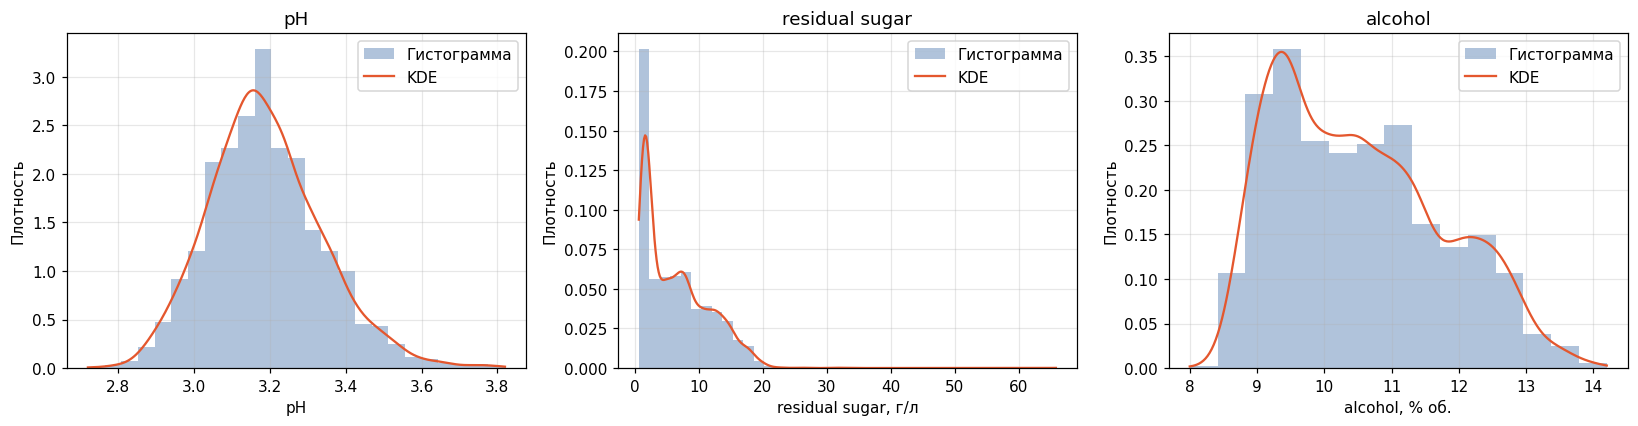 pH
Плотность
3.0
2.5
2.0
1.5
1.0
0.5
0.0
2.8 3.0 3.2 3.4 3.6 3.8
pH
Гистограмма
KDE
residual sugar
Плотность
0.200
0.175
0.150
0.125
0.100
0.075
0.050
0.025
0.000
0 10 20 30 40 50 60
residual sugar, г/л
Гистограмма
KDE
alcohol
Плотность
0.35
0.30
0.25
0.20
0.15
0.10
0.05
0.00
8 9 10 11 12 13 14
alcohol, % об.
Гистограмма
KDE